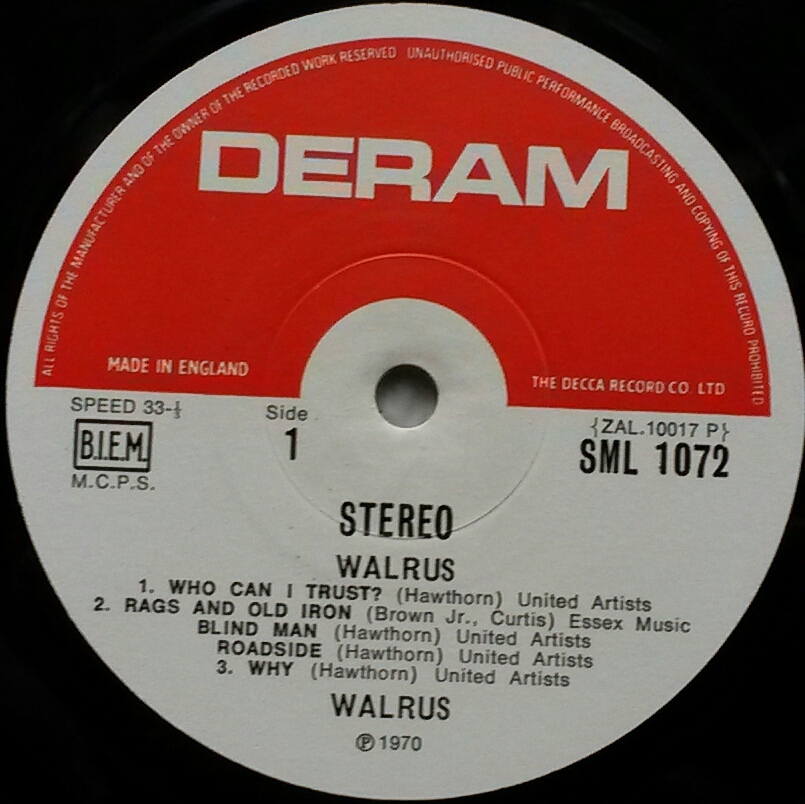 ALL RIGHTS OF THE MANUFACTURER AND OF THE OWNER OF THE RECORDED WORK RESERVED UNAUTHORISED PUBLIC PERFORMANCE BROADCASTING AND COPYING OF THIS RECORD PROHIBITED
DERAM
MADE IN ENGLAND
THE DECCA RECORD CO. LTD
SPEED 33-⅓
Side
1
{ZAL.10017 P}
B.I.E.M.
SML 1072
M.C.P.S.
STEREO
WALRUS
1. WHO CAN I TRUST? (Hawthorn) United Artists
2. RAGS AND OLD IRON (Brown Jr., Curtis) Essex Music
BLIND MAN (Hawthorn) United Artists
ROADSIDE (Hawthorn) United Artists
3. WHY (Hawthorn) United Artists
WALRUS
℗ 1970